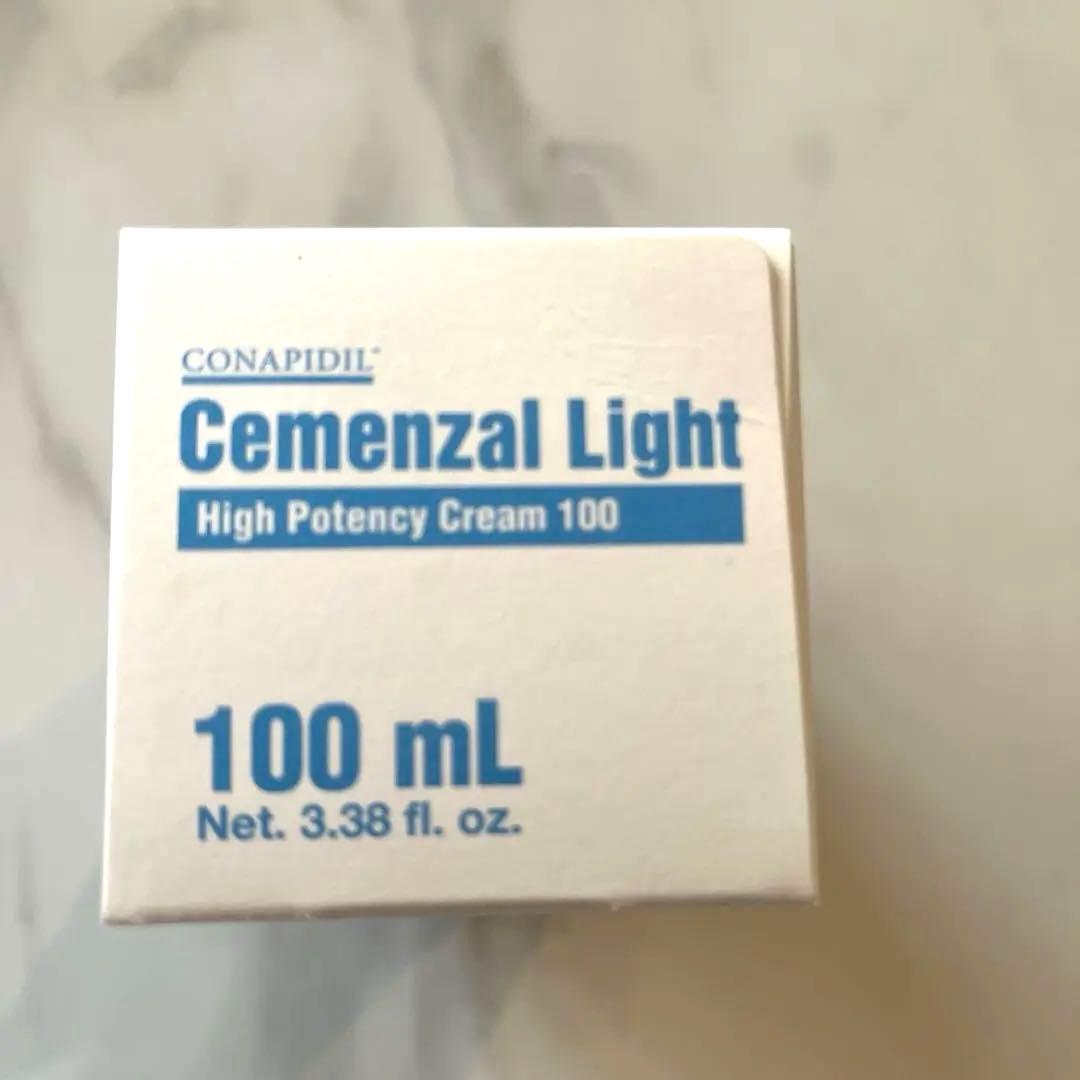 CONAPIDIL
Cemenzal Light
High Potency Cream 100
100 mL
Net. 3.38 fl. oz.